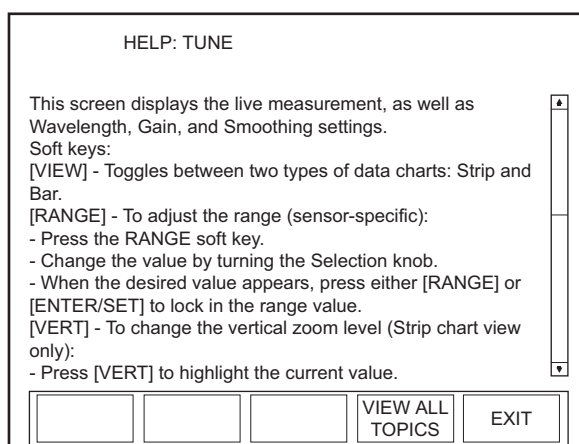 HELP: TUNE
This screen displays the live measurement, as well as
Wavelength, Gain, and Smoothing settings.
Soft keys:
[VIEW] - Toggles between two types of data charts: Strip and
Bar.
[RANGE] - To adjust the range (sensor-specific):
- Press the RANGE soft key.
- Change the value by turning the Selection knob.
- When the desired value appears, press either [RANGE] or
[ENTER/SET] to lock in the range value.
[VERT] - To change the vertical zoom level (Strip chart view
only):
- Press [VERT] to highlight the current value.
VIEW ALL
TOPICS
EXIT